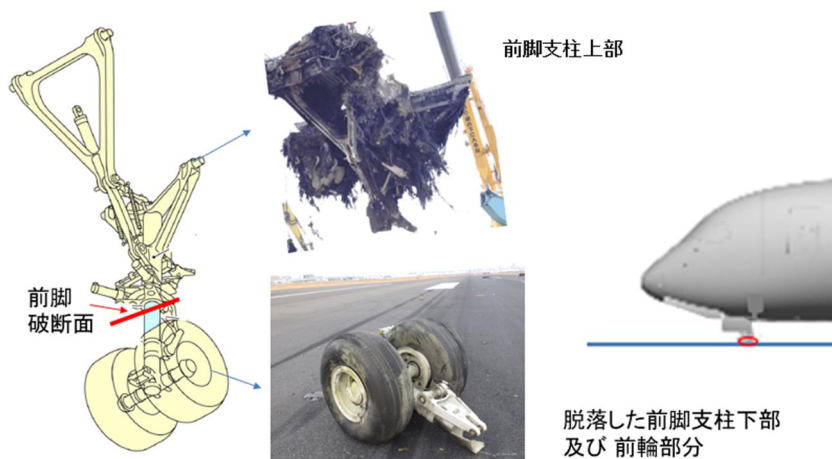 前脚支柱上部
前脚
破断面
脱落した前脚支柱下部
及び 前輪部分